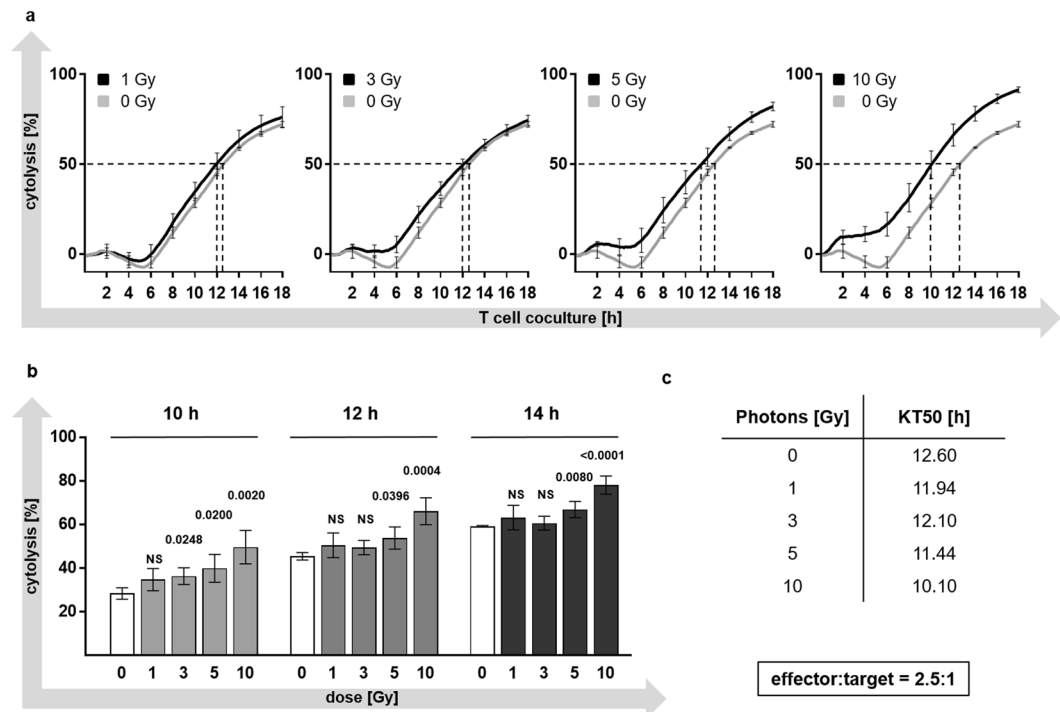 a
cytolysis [%]
100
50
0
1 Gy
0 Gy
2 4 6 8 10 12 14 16 18
100
50
0
3 Gy
0 Gy
2 4 6 8 10 12 14 16 18
100
50
0
5 Gy
0 Gy
2 4 6 8 10 12 14 16 18
100
50
0
10 Gy
0 Gy
2 4 6 8 10 12 14 16 18
T cell coculture [h]
b
cytolysis [%]
100
80
60
40
20
10 h
NS
0.0248
0.0200
0.0020
0 1 3 5 10
12 h
NS
NS
0.0396
0.0004
0 1 3 5 10
14 h
NS
NS
0.0080
<0.0001
0 1 3 5 10
dose [Gy]
c
Photons [Gy] KT50 [h]
0 12.60
1 11.94
3 12.10
5 11.44
10 10.10
effector:target = 2.5:1